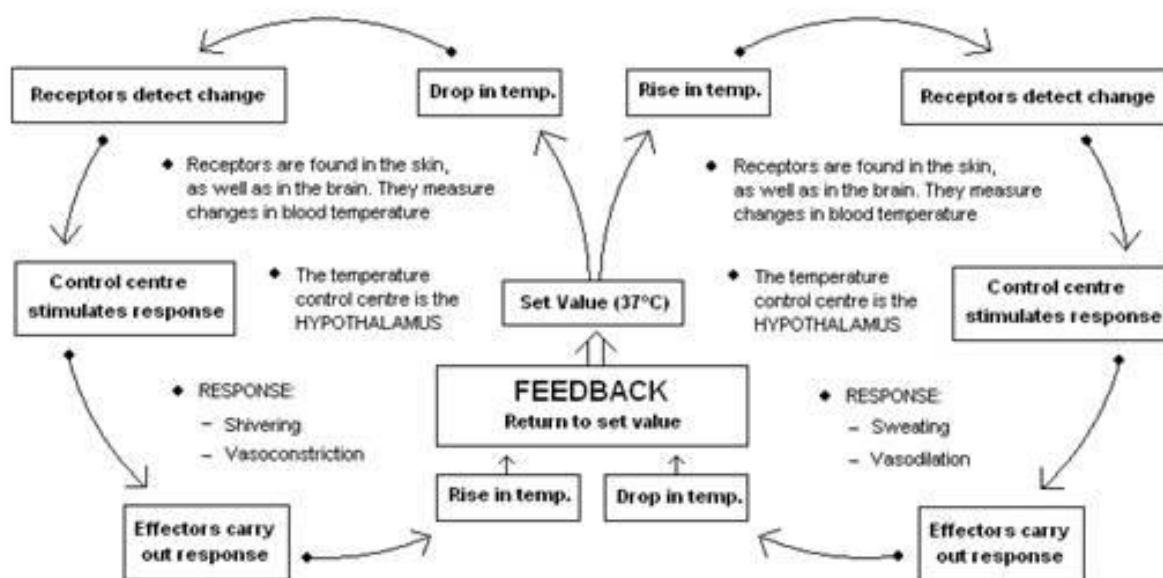 Drop in temp.
Rise in temp.
Receptors detect change
Receptors detect change
Receptors are found in the skin,
as well as in the brain. They measure
changes in blood temperature
Receptors are found in the skin,
as well as in the brain. They measure
changes in blood temperature
Control centre
stimulates response
The temperature
control centre is the
HYPOTHALAMUS
Set Value (37°C)
The temperature
control centre is the
HYPOTHALAMUS
Control centre
stimulates response
RESPONSE:
– Shivering
– Vasoconstriction
FEEDBACK
Return to set value
RESPONSE:
– Sweating
– Vasodilation
Rise in temp.
Drop in temp.
Effectors carry
out response
Effectors carry
out response